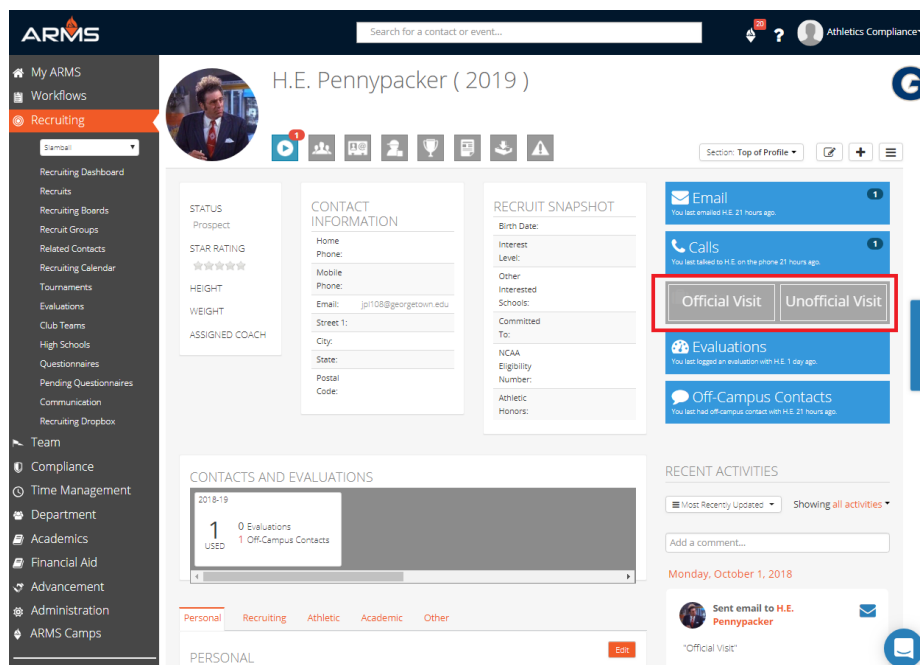 ARMS
Search for a contact or event...
20
?
Athletics Compliance
My ARMS
Workflows
Recruiting
Slamball
Recruiting Dashboard
Recruits
Recruiting Boards
Recruit Groups
Related Contacts
Recruiting Calendar
Tournaments
Evaluations
Club Teams
High Schools
Questionnaires
Pending Questionnaires
Communication
Recruiting Dropbox
Team
Compliance
Time Management
Department
Academics
Financial Aid
Advancement
Administration
ARMS Camps
H.E. Pennypacker ( 2019 )
G
1
Section: Top of Profile
STATUS
Prospect
STAR RATING
HEIGHT
WEIGHT
ASSIGNED COACH
CONTACT
INFORMATION
Home
Phone:
Mobile
Phone:
Email: jpl108@georgetown.edu
Street 1:
City:
State:
Postal
Code:
RECRUIT SNAPSHOT
Birth Date:
Interest
Level:
Other
Interested
Schools:
Committed
To:
NCAA
Eligibility
Number:
Athletic
Honors:
Email
1
You last emailed H.E. 21 hours ago.
Calls
1
You last talked to H.E. on the phone 21 hours ago.
Official Visit Unofficial Visit
Evaluations
You last logged an evaluation with H.E. 1 day ago.
Off-Campus Contacts
You last had off-campus contact with H.E. 21 hours ago.
CONTACTS AND EVALUATIONS
2018-19
1
USED
0 Evaluations
1 Off-Campus Contacts
RECENT ACTIVITIES
Most Recently Updated
Showing all activities
Add a comment...
Monday, October 1, 2018
Sent email to H.E.
Pennypacker
"Official Visit"
Personal Recruiting Athletic Academic Other
PERSONAL
Edit